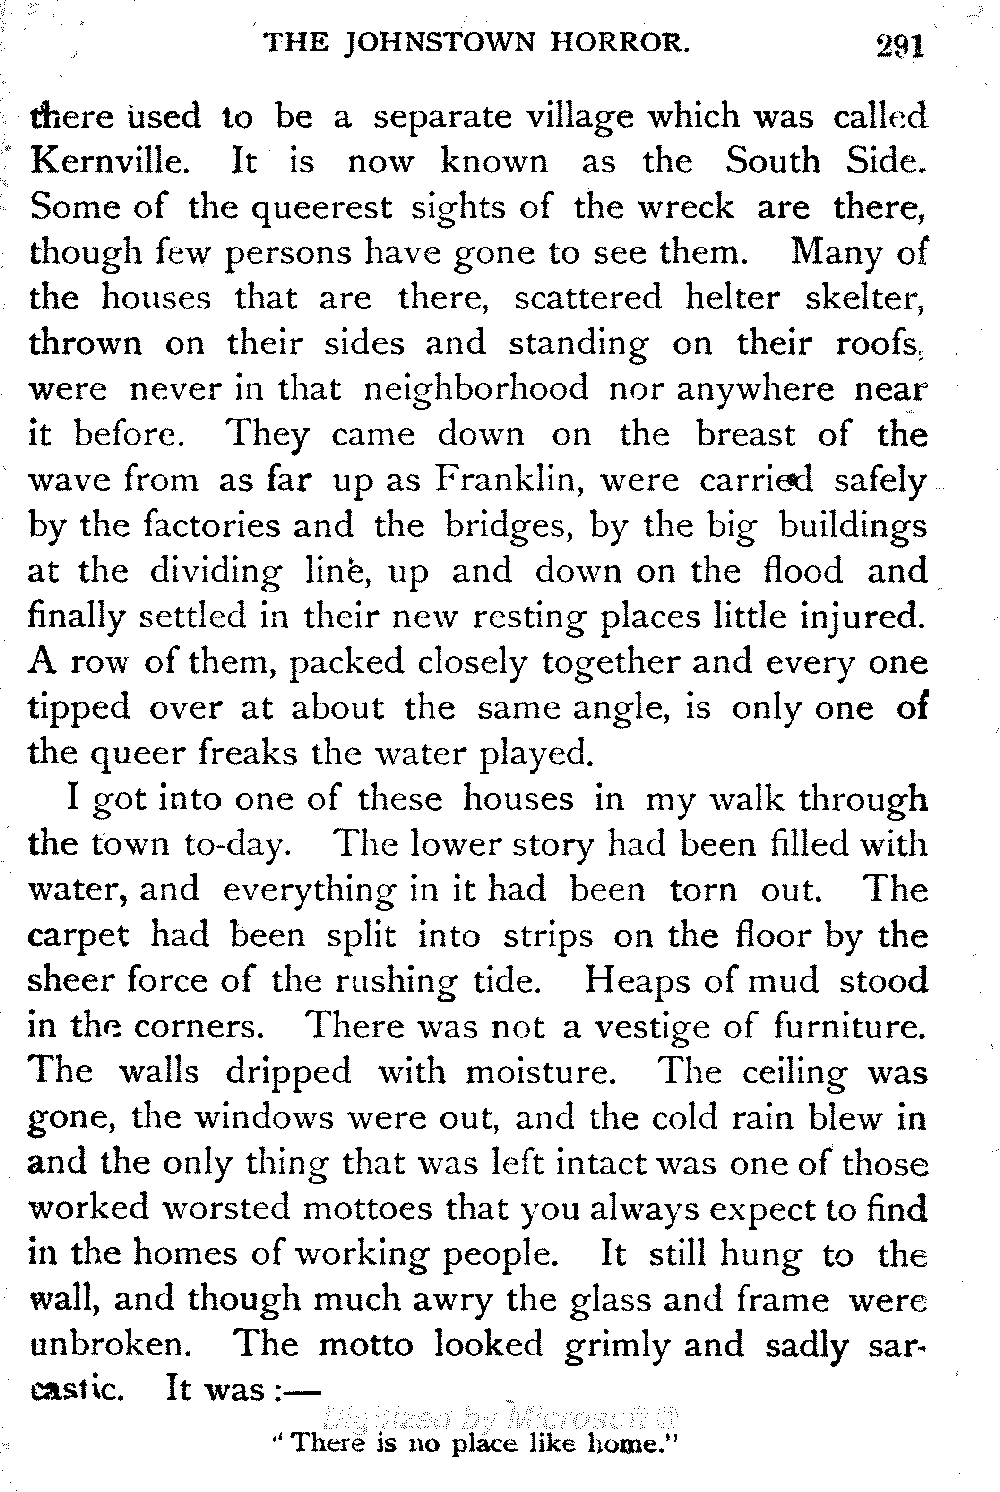 THE JOHNSTOWN HORROR. 291
there used to be a separate village which was called
Kernville. It is now known as the South Side.
Some of the queerest sights of the wreck are there,
though few persons have gone to see them. Many of
the houses that are there, scattered helter skelter,
thrown on their sides and standing on their roofs,
were never in that neighborhood nor anywhere near
it before. They came down on the breast of the
wave from as far up as Franklin, were carried safely
by the factories and the bridges, by the big buildings
at the dividing line, up and down on the flood and
finally settled in their new resting places little injured.
A row of them, packed closely together and every one
tipped over at about the same angle, is only one of
the queer freaks the water played.
I got into one of these houses in my walk through
the town to-day. The lower story had been filled with
water, and everything in it had been torn out. The
carpet had been split into strips on the floor by the
sheer force of the rushing tide. Heaps of mud stood
in the corners. There was not a vestige of furniture.
The walls dripped with moisture. The ceiling was
gone, the windows were out, and the cold rain blew in
and the only thing that was left intact was one of those
worked worsted mottoes that you always expect to find
in the homes of working people. It still hung to the
wall, and though much awry the glass and frame were
unbroken. The motto looked grimly and sadly sar-
castic. It was :—
Digitized by Microsoft ®
"There is no place like home."